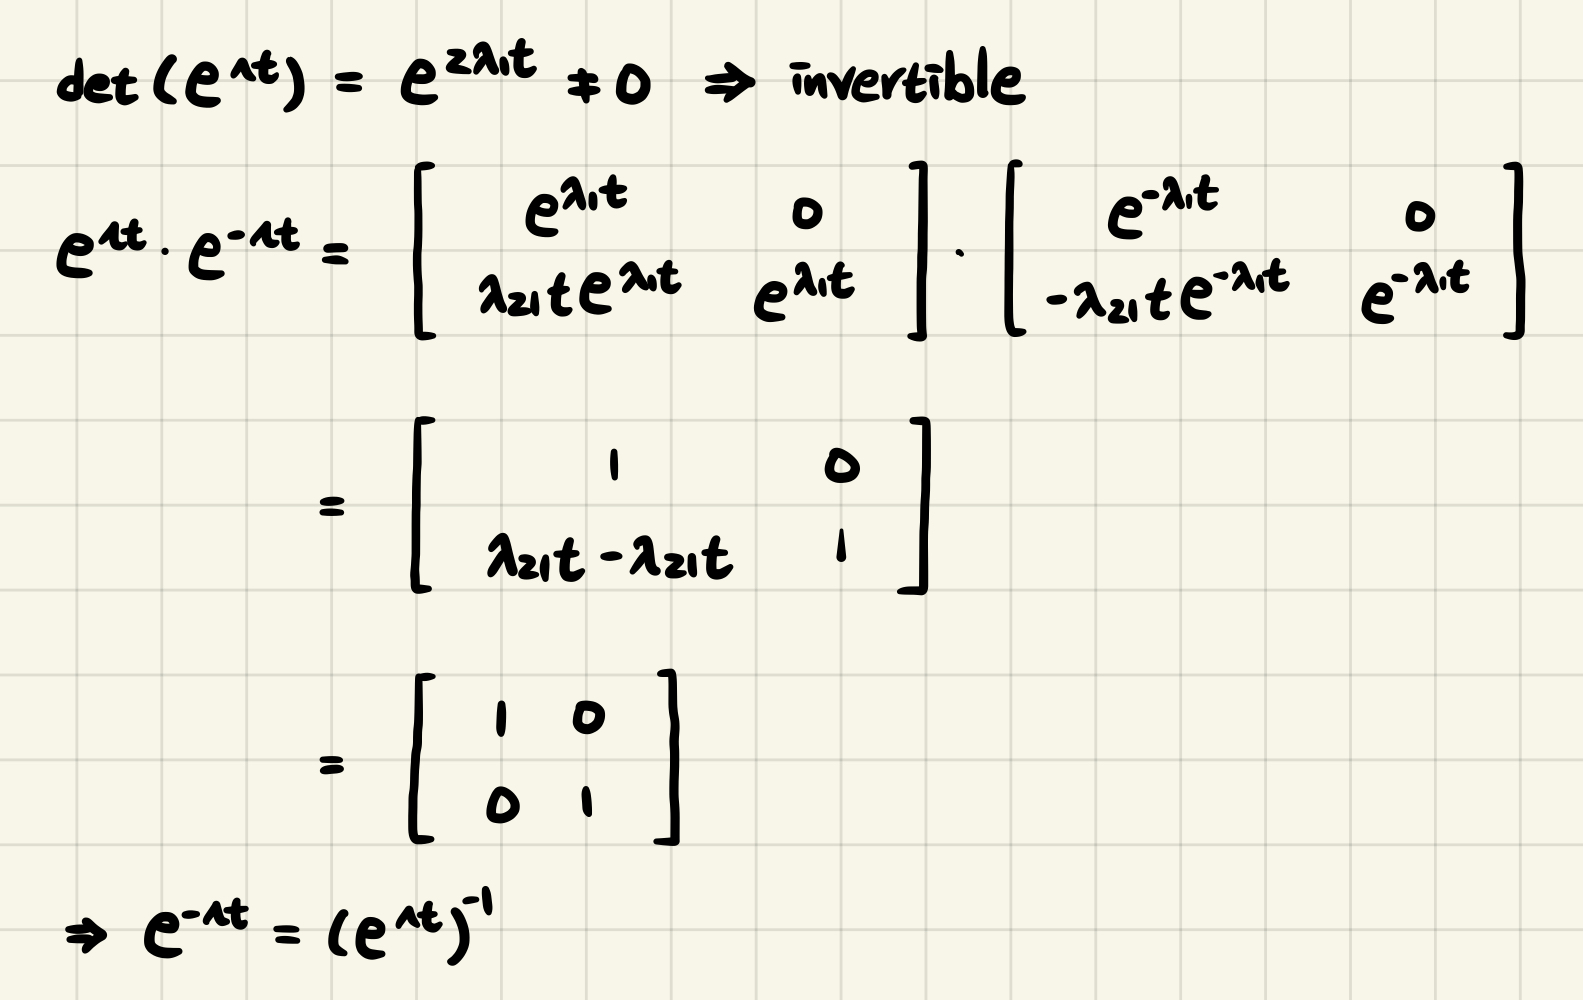 det (e^{Λt}) = e^{2λ₁t} ≠ 0 ⇒ invertible
e^{Λt} · e^{-Λt} = [ e^{λ₁t} 0 ; λ₂₁te^{λ₁t} e^{λ₁t} ] · [ e^{-λ₁t} 0 ; -λ₂₁te^{-λ₁t} e^{-λ₁t} ]
= [ 1 0 ; λ₂₁t - λ₂₁t 1 ]
= [ 1 0 ; 0 1 ]
⇒ e^{-Λt} = (e^{Λt})^{-1}